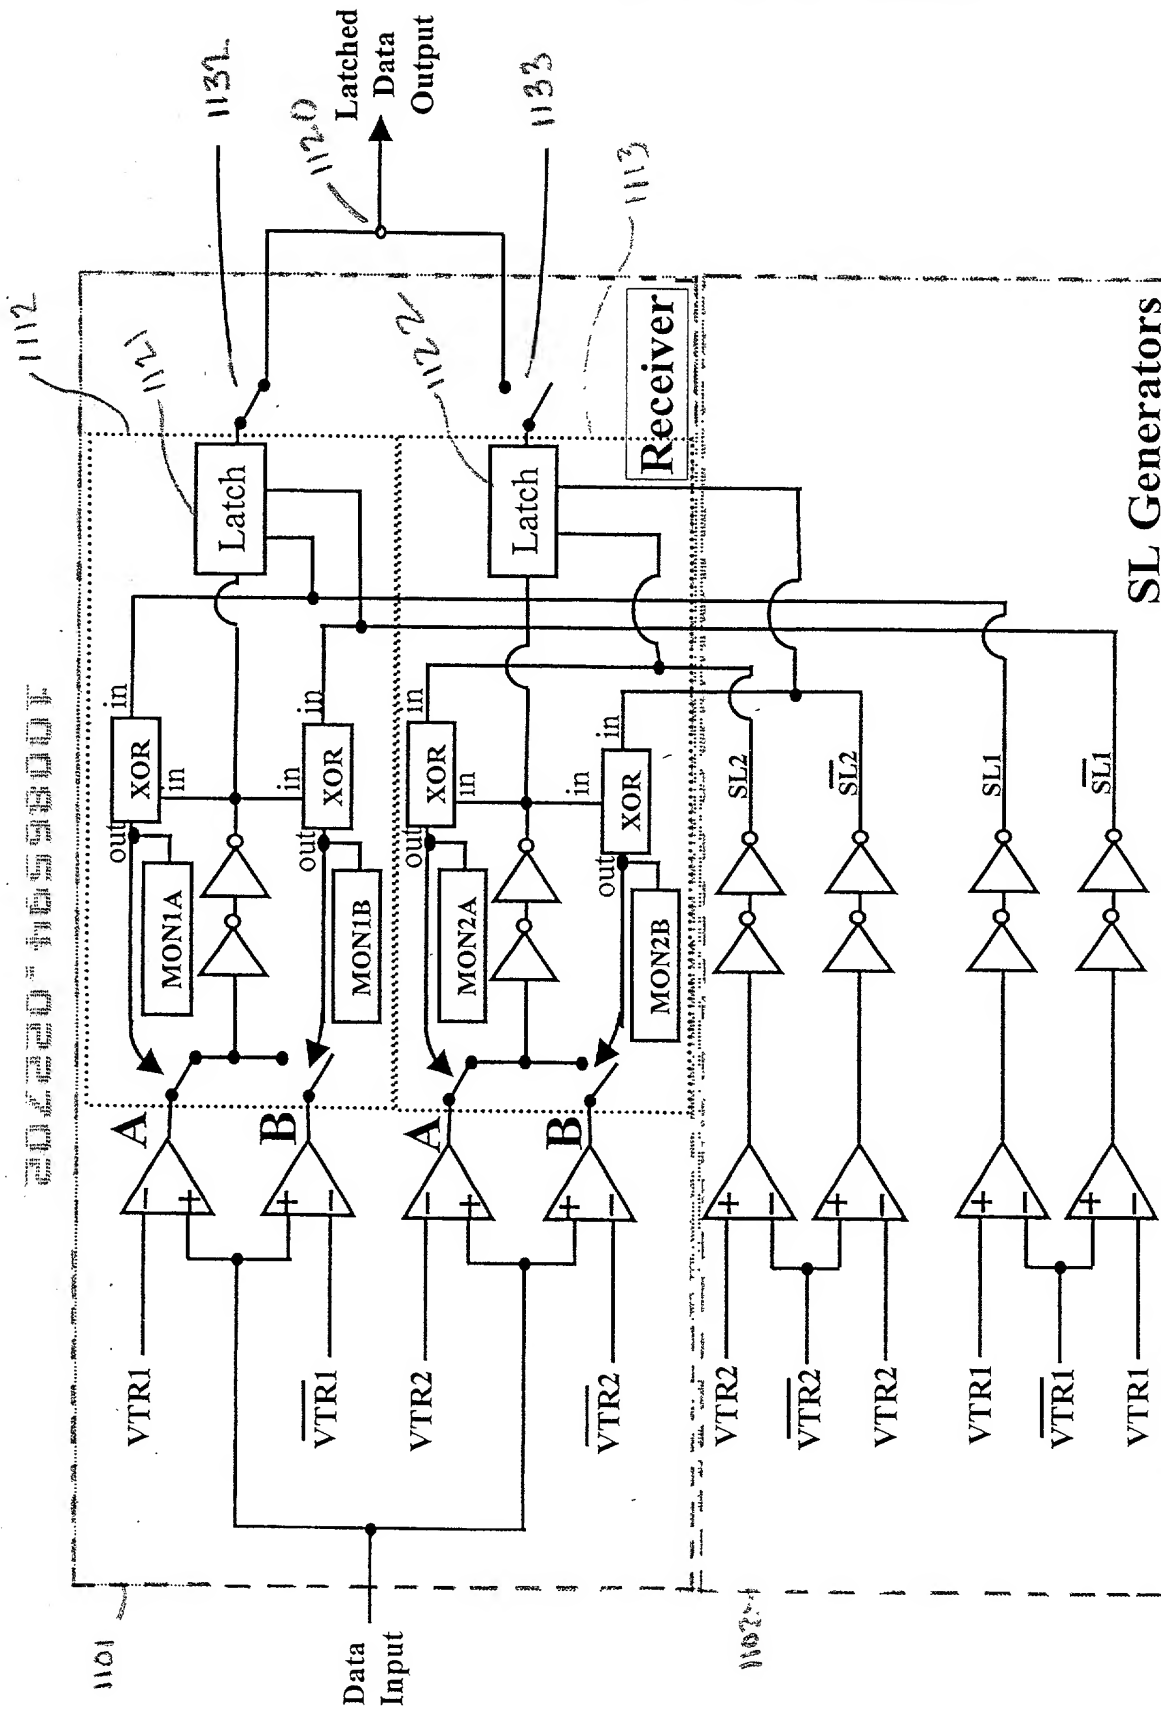 1101
Data
Input
VTR1
VTR1
VTR2
VTR2
A
B
A
B
out
MON1A
XOR
in
in
out
MON1B
XOR
in
in
out
MON2A
XOR
in
in
out
MON2B
XOR
in
in
Latch
Latch
1112
1121
1122
Receiver
1132
1120
Latched
Data
Output
1133
1113
VTR2
VTR2
VTR2
VTR1
VTR1
VTR1
SL2
SL2
SL1
SL1
SL Generators